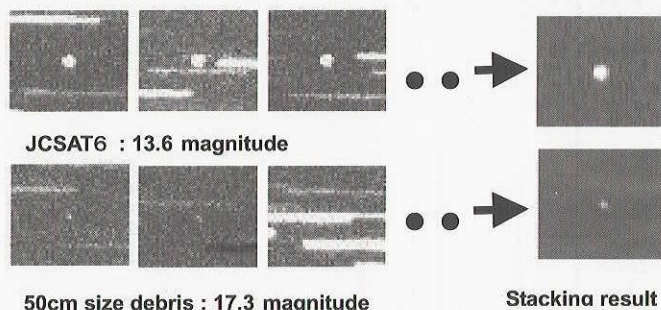 JCSAT6 : 13.6 magnitude
50cm size debris : 17.3 magnitude
Stacking result